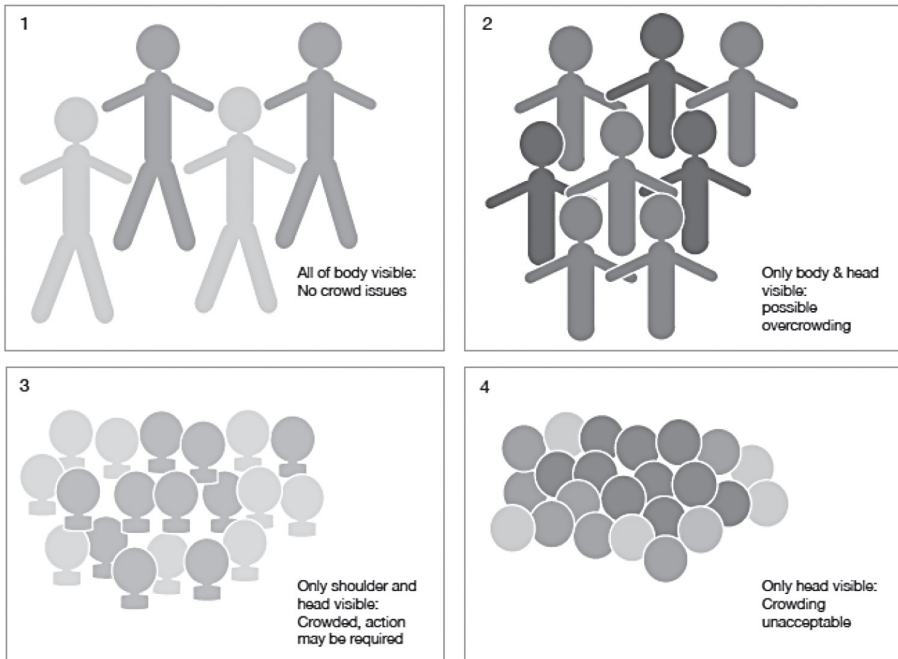 1
All of body visible:
No crowd issues
2
Only body & head
visible:
possible
overcrowding
3
Only shoulder and
head visible:
Crowded, action
may be required
4
Only head visible:
Crowding
unacceptable